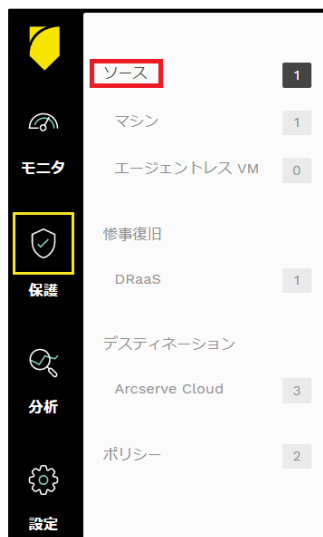 モニタ
保護
分析
設定
ソース 1
マシン 1
エージェントレス VM 0
惨事復旧
DRaaS 1
デスティネーション
Arcserve Cloud 3
ポリシー 2